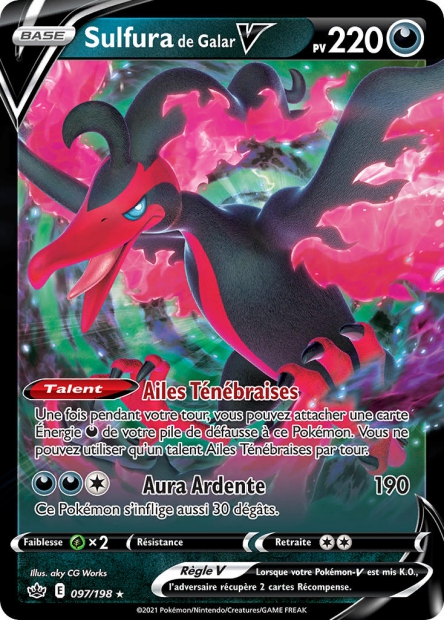 BASE Sulfura de Galar V PV 220
Talent Ailes Ténébraises
Une fois pendant votre tour, vous pouvez attacher une carte
Énergie de votre pile de défausse à ce Pokémon. Vous ne
pouvez utiliser qu'un talent Ailes Ténébraises par tour.
Aura Ardente 190
Ce Pokémon s'inflige aussi 30 dégâts.
Faiblesse ×2 Résistance Retraite
Illus. aky CG Works
Règle V Lorsque votre Pokémon-V est mis K.O.,
l'adversaire récupère 2 cartes Récompense.
E 097/198 ★
©2021 Pokémon/Nintendo/Creatures/GAME FREAK